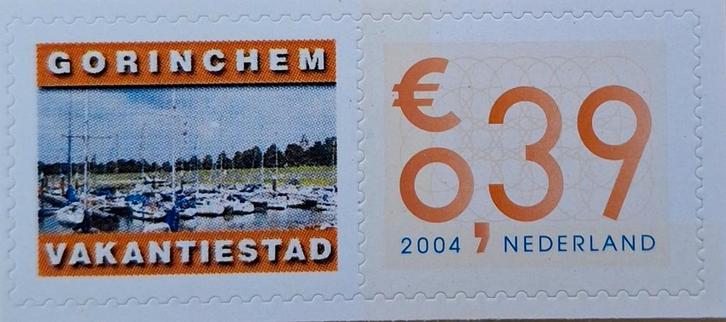 GORINCHEM
VAKANTIESTAD
€0,39
2004 NEDERLAND